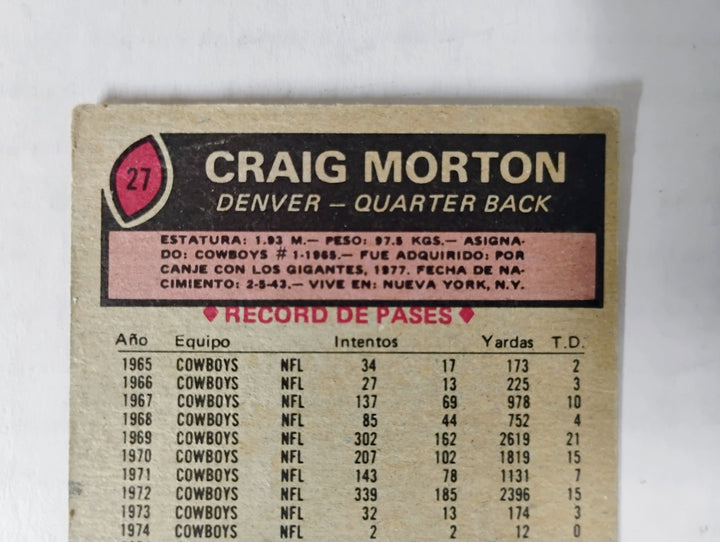 27
CRAIG MORTON
DENVER – QUARTER BACK
ESTATURA: 1.93 M.— PESO: 97.5 KGS.— ASIGNA-
DO: COWBOYS # 1-1965.— FUE ADQUIRIDO: POR
CANJE CON LOS GIGANTES, 1977. FECHA DE NA-
CIMIENTO: 2-5-43.— VIVE EN: NUEVA YORK, N.Y.
♦ RECORD DE PASES ♦
Año Equipo Intentos Yardas T.D.
1965 COWBOYS NFL 34 17 173 2
1966 COWBOYS NFL 27 13 225 3
1967 COWBOYS NFL 137 69 978 10
1968 COWBOYS NFL 85 44 752 4
1969 COWBOYS NFL 302 162 2619 21
1970 COWBOYS NFL 207 102 1819 15
1971 COWBOYS NFL 143 78 1131 7
1972 COWBOYS NFL 339 185 2396 15
1973 COWBOYS NFL 32 13 174 3
1974 COWBOYS NFL 2 2 12 0